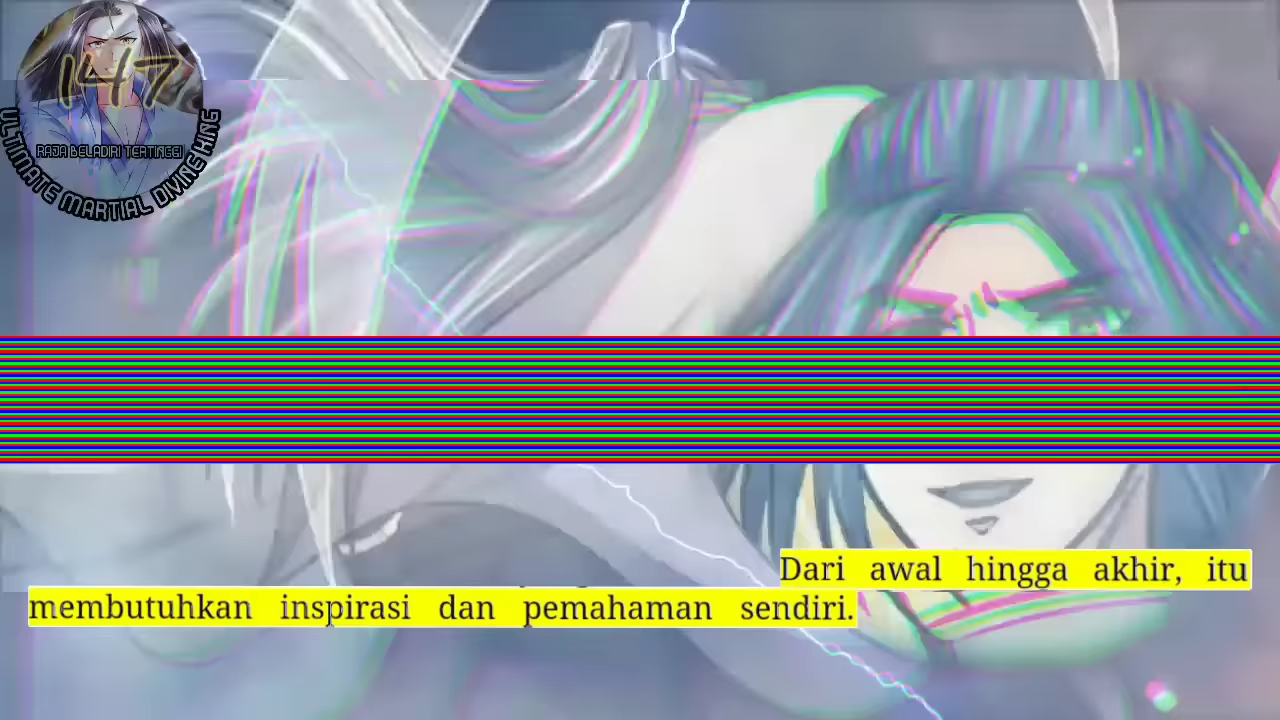 147
RAJA BELADIRI TERTINGGI
ULTIMATE MARTIAL DIVINE KING
Dari awal hingga akhir, itu
membutuhkan inspirasi dan pemahaman sendiri.